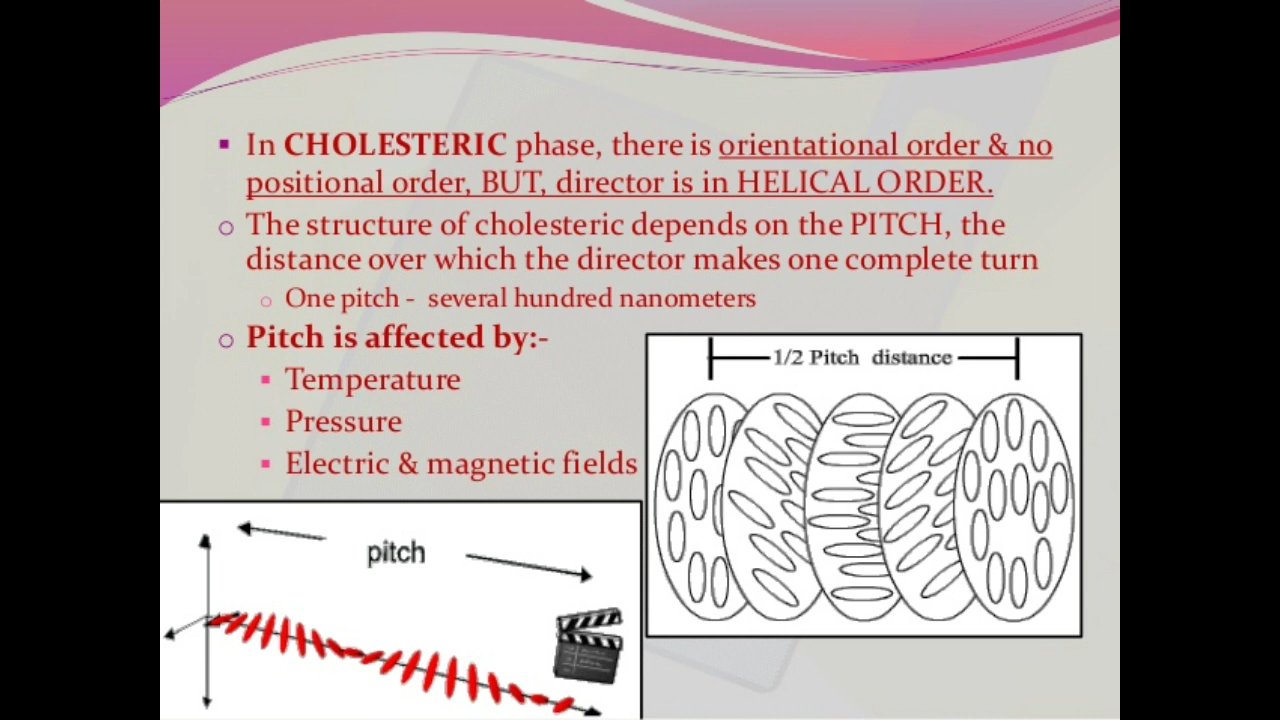 In CHOLESTERIC phase, there is orientational order & no
positional order, BUT, director is in HELICAL ORDER.
The structure of cholesteric depends on the PITCH, the
distance over which the director makes one complete turn
One pitch - several hundred nanometers
Pitch is affected by:-
Temperature
Pressure
Electric & magnetic fields
1/2 Pitch distance
pitch